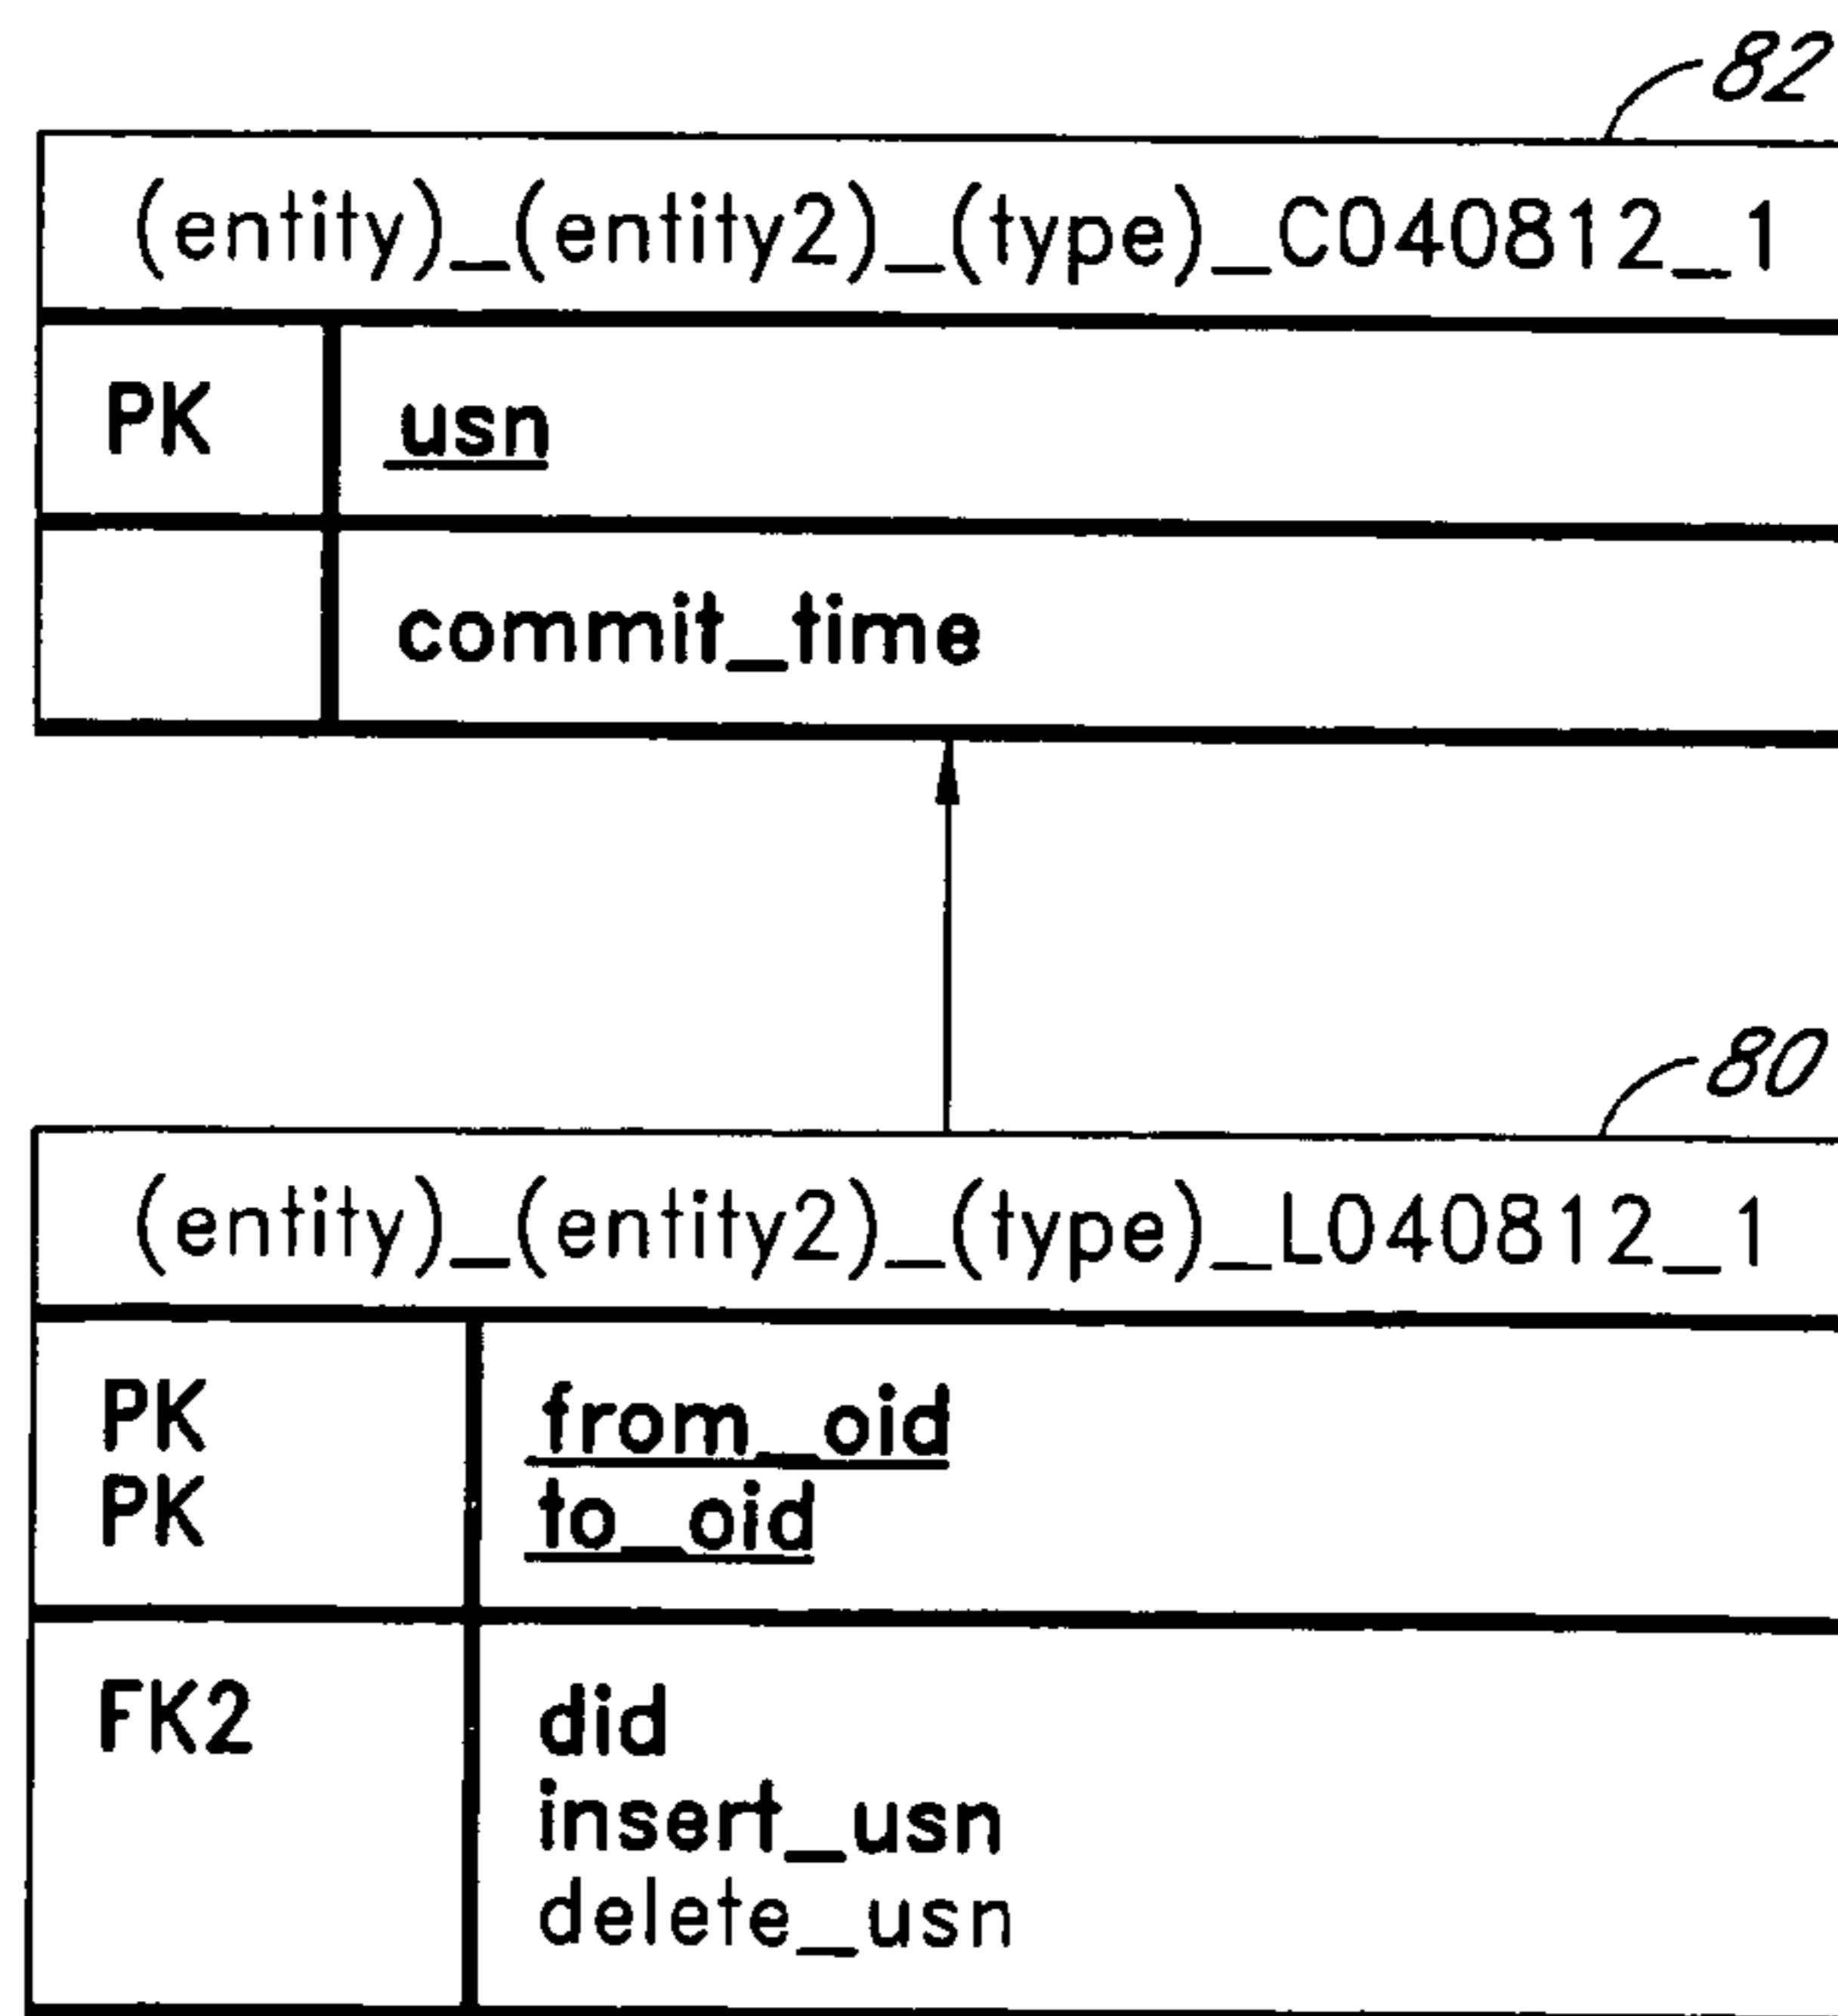 82
(entity)_(entity2)_(type)_C040812_1
PK usn
commit_time
80
(entity)_(entity2)_(type)_L040812_1
PK from_oid
PK to_oid
FK2 did
insert_usn
delete_usn